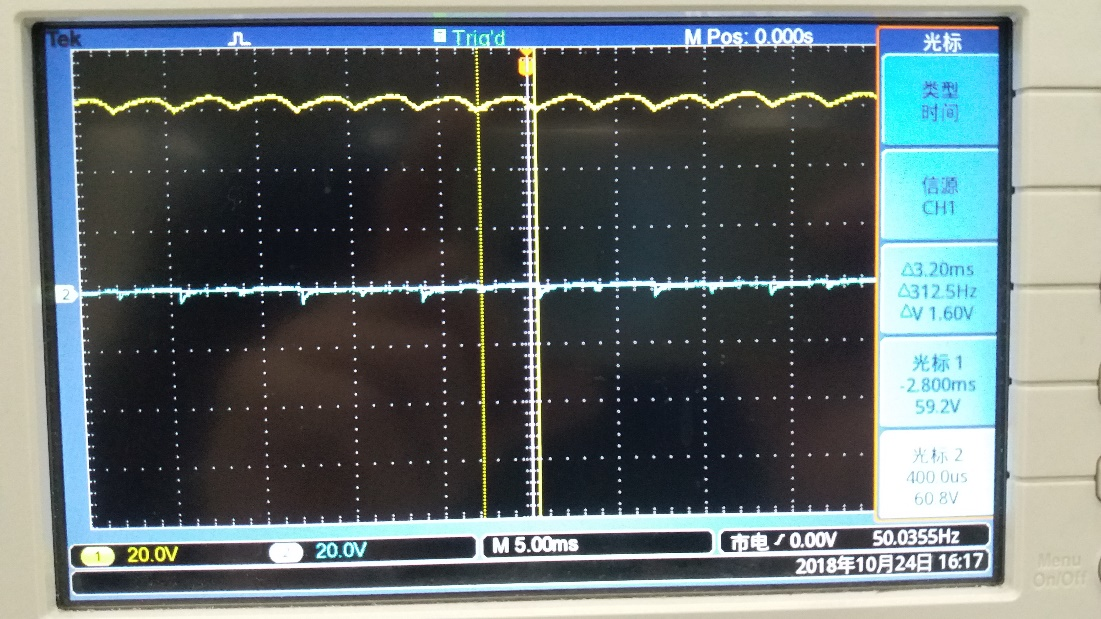 Tek
Trig'd
M Pos: 0.000s
光标
类型
时间
信源
CH1
△3.20ms
△312.5Hz
△V 1.60V
光标 1
-2.800ms
59.2V
光标 2
400.0us
60.8V
2
1 20.0V
2 20.0V
M 5.00ms
市电 0.00V
50.0355Hz
2018年10月24日 16:17
Menu
On/Off